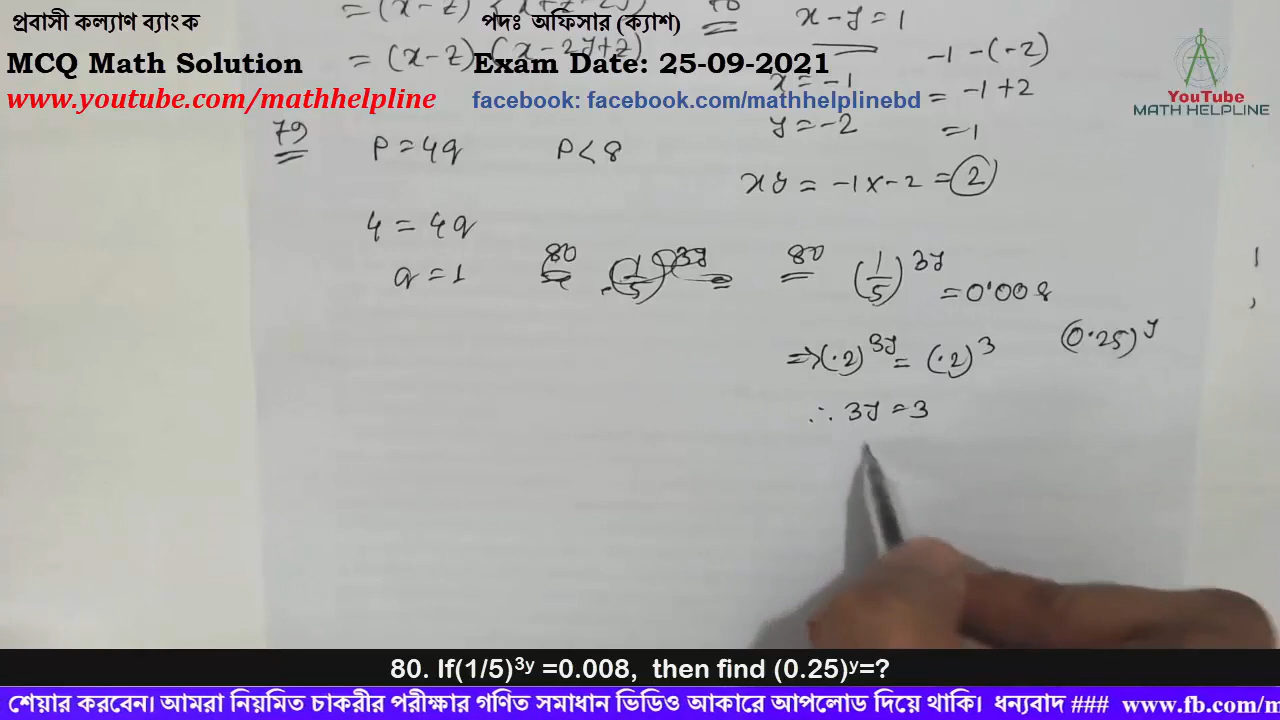 = (x-z)
প্রবাসী কল্যাণ ব্যাংক
পদঃ অফিসার (ক্যাশ)
x-y=1
= (x-z) (x-2y+z)
MCQ Math Solution
Exam Date: 25-09-2021
-1-(-2)
x=-1
= -1+2
www.youtube.com/mathhelpline
facebook: facebook.com/mathhelplinebd
YouTube
MATH HELPLINE
y=-2
=1
79
P=4q
P<8
xy = -1x-2 = 2
4 = 4q
q=1
80
(1/5)^3y =
80
(1/5)^3y = 0.008
=> (.2)^3y = (.2)^3
(0.25)^y
∴ 3y = 3
80. If(1/5)³ʸ =0.008, then find (0.25)ʸ=?
শেয়ার করবেন। আমরা নিয়মিত চাকরীর পরীক্ষার গণিত সমাধান ভিডিও আকারে আপলোড দিয়ে থাকি। ধন্যবাদ ### www.fb.com/m